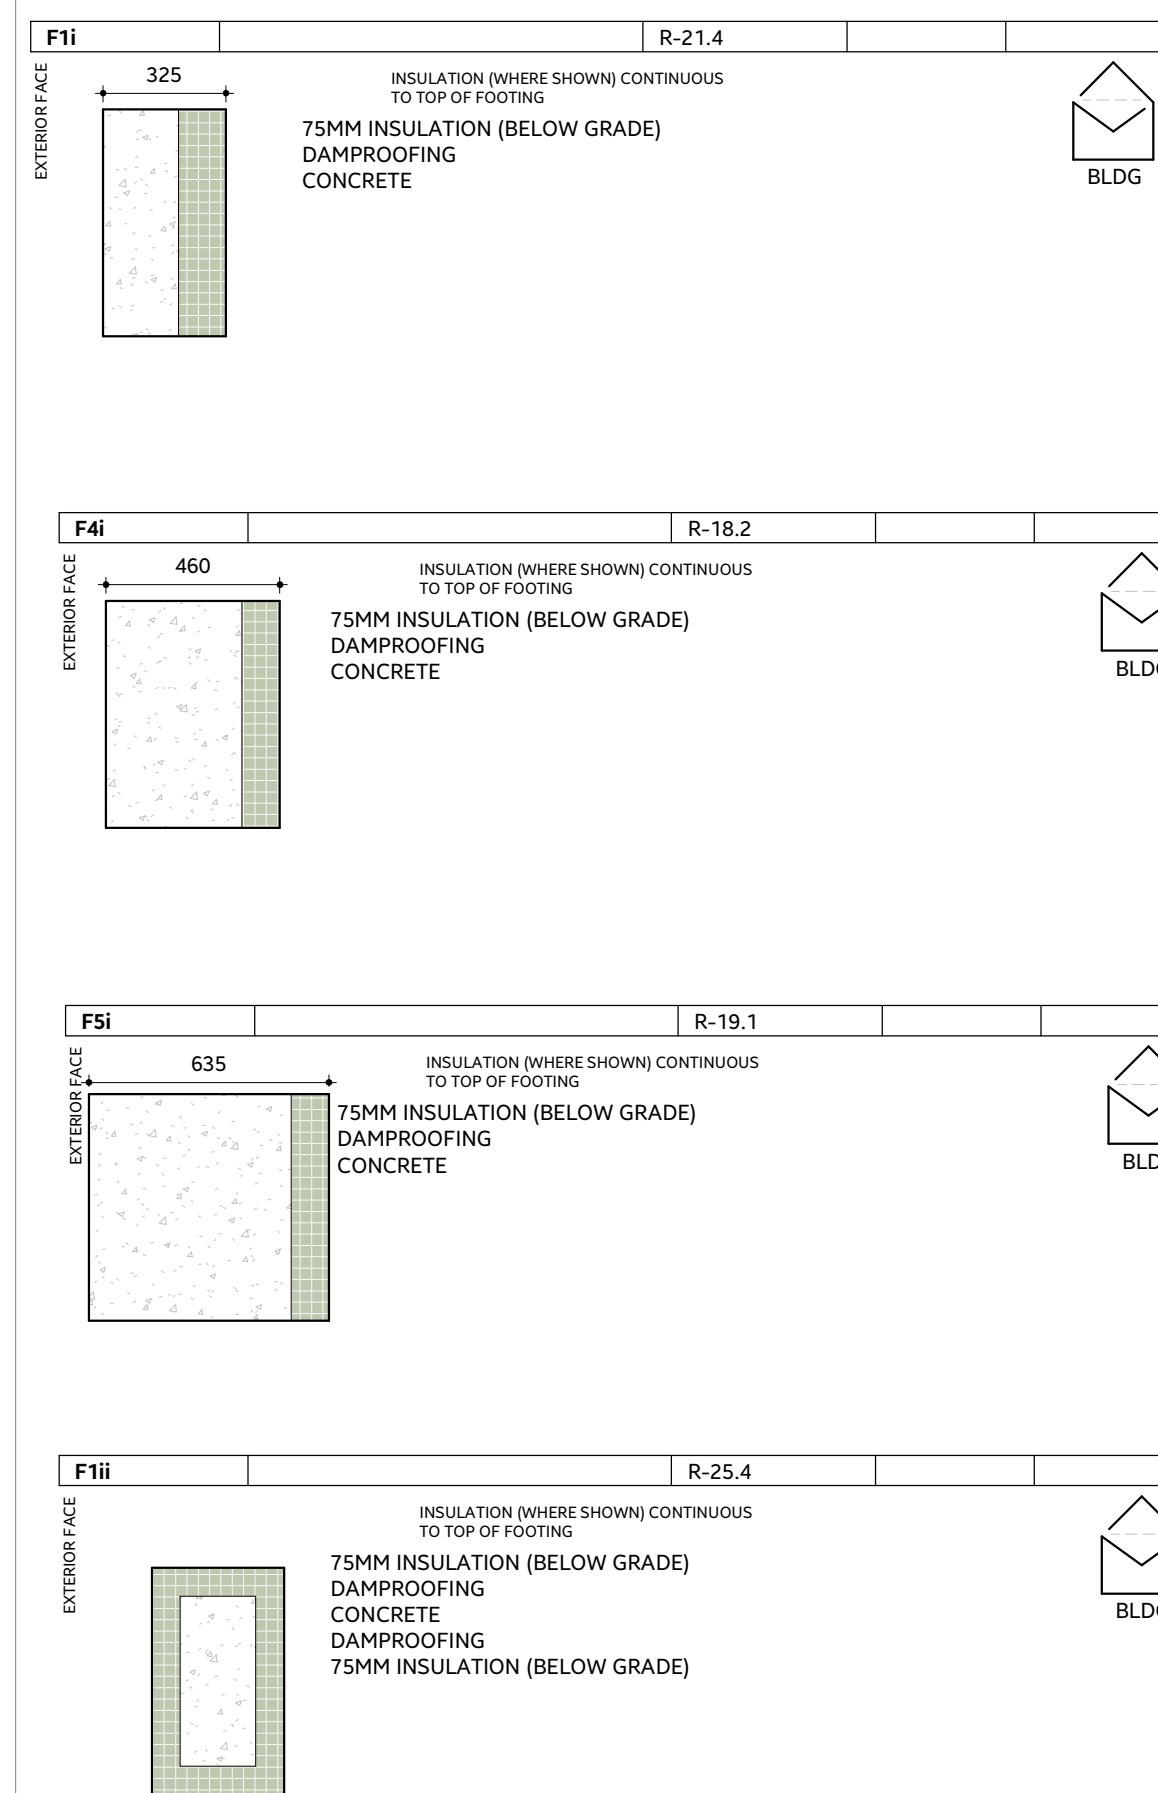 F1i R-21.4
EXTERIOR FACE
325
INSULATION (WHERE SHOWN) CONTINUOUS
TO TOP OF FOOTING
75MM INSULATION (BELOW GRADE)
DAMPROOFING
CONCRETE
BLDG
F4i R-18.2
EXTERIOR FACE
460
INSULATION (WHERE SHOWN) CONTINUOUS
TO TOP OF FOOTING
75MM INSULATION (BELOW GRADE)
DAMPROOFING
CONCRETE
F5i R-19.1
EXTERIOR FACE
635
INSULATION (WHERE SHOWN) CONTINUOUS
TO TOP OF FOOTING
75MM INSULATION (BELOW GRADE)
DAMPROOFING
CONCRETE
BLD
F1ii R-25.4
EXTERIOR FACE
INSULATION (WHERE SHOWN) CONTINUOUS
TO TOP OF FOOTING
75MM INSULATION (BELOW GRADE)
DAMPROOFING
CONCRETE
DAMPROOFING
75MM INSULATION (BELOW GRADE)